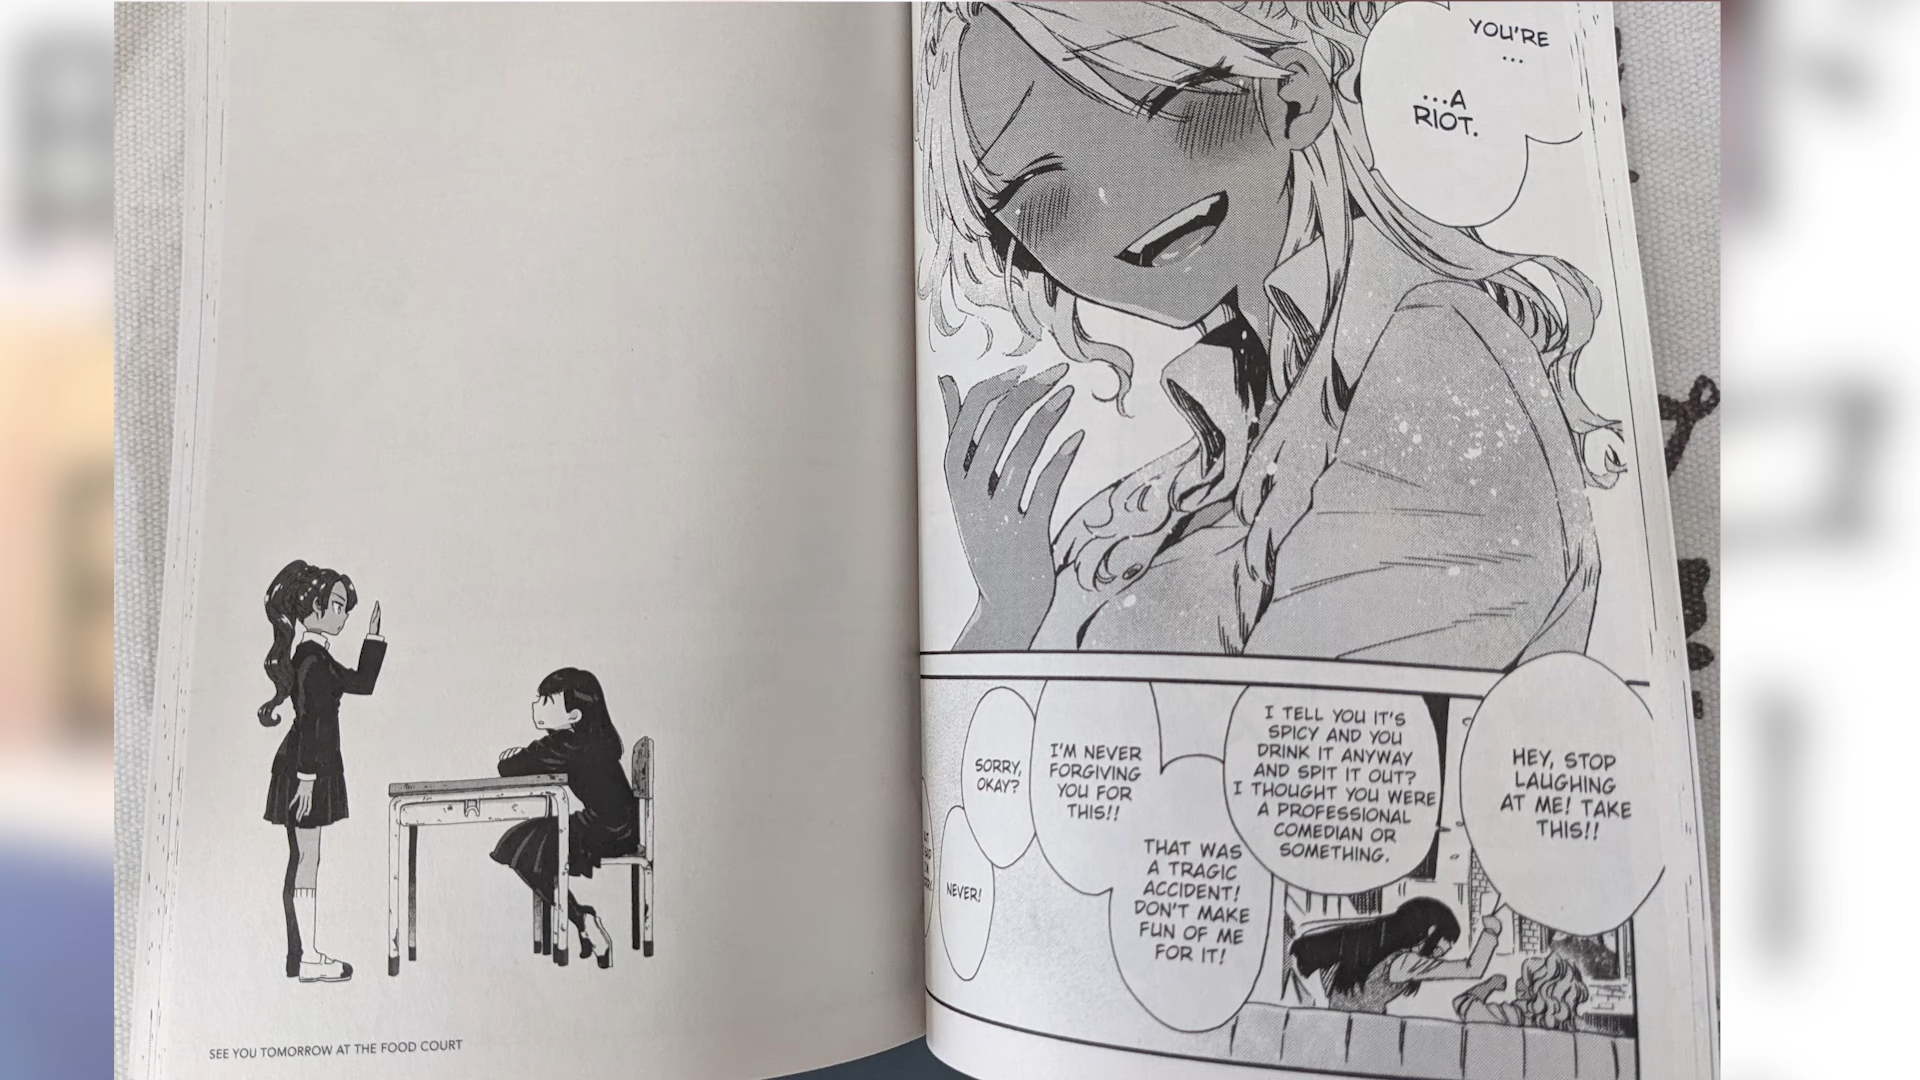 YOU'RE
...
...A
RIOT.
HEY, STOP
LAUGHING
AT ME! TAKE
THIS!!
I TELL YOU IT'S
SPICY AND YOU
DRINK IT ANYWAY
AND SPIT IT OUT?
I THOUGHT YOU WERE
A PROFESSIONAL
COMEDIAN OR
SOMETHING.
THAT WAS
A TRAGIC
ACCIDENT!
DON'T MAKE
FUN OF ME
FOR IT!
I'M NEVER
FORGIVING
YOU FOR
THIS!!
SORRY,
OKAY?
NEVER!
SEE YOU TOMORROW AT THE FOOD COURT